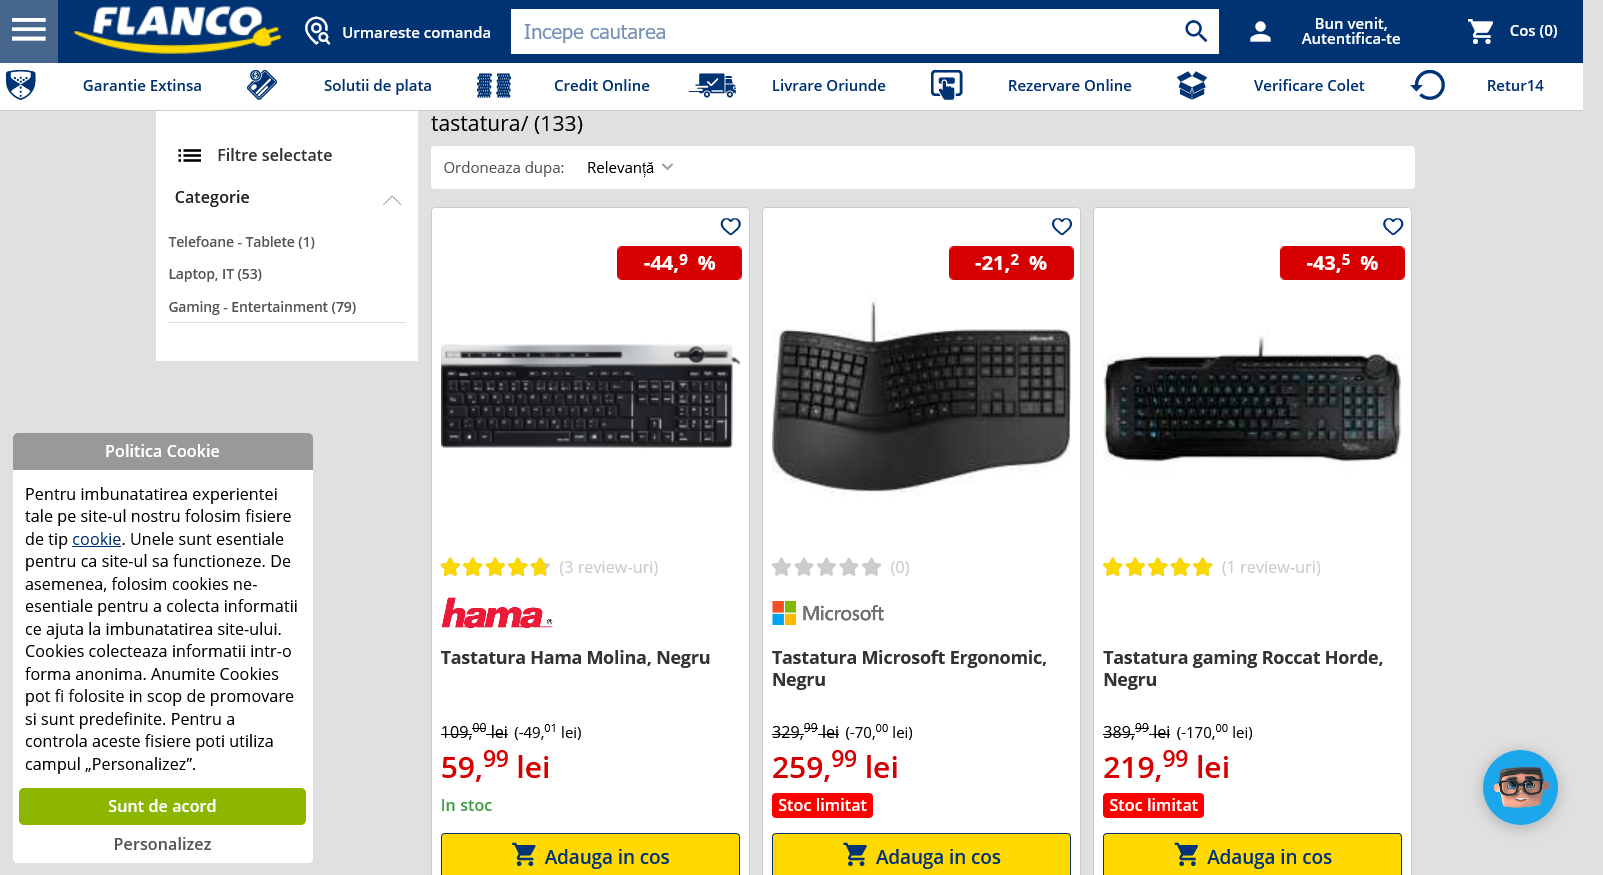 FLANCO
Urmareste comanda
Incepe cautarea
Bun venit,
Autentifica-te
Cos (0)
Garantie Extinsa
Solutii de plata
Credit Online
Livrare Oriunde
Rezervare Online
Verificare Colet
Retur14
Filtre selectate
Categorie
Telefoane - Tablete (1)
Laptop, IT (53)
Gaming - Entertainment (79)
tastatura/ (133)
Ordoneaza dupa: Relevanță
-44,9 %
(3 review-uri)
hama®
Tastatura Hama Molina, Negru
109,00 lei (-49,01 lei)
59,99 lei
In stoc
Adauga in cos
-21,2 %
(0)
Microsoft
Tastatura Microsoft Ergonomic,
Negru
329,99 lei (-70,00 lei)
259,99 lei
Stoc limitat
Adauga in cos
-43,5 %
(1 review-uri)
Tastatura gaming Roccat Horde,
Negru
389,99 lei (-170,00 lei)
219,99 lei
Stoc limitat
Adauga in cos
Politica Cookie
Pentru imbunatatirea experientei
tale pe site-ul nostru folosim fisiere
de tip cookie. Unele sunt esentiale
pentru ca site-ul sa functioneze. De
asemenea, folosim cookies ne-
esentiale pentru a colecta informatii
ce ajuta la imbunatatirea site-ului.
Cookies colecteaza informatii intr-o
forma anonima. Anumite Cookies
pot fi folosite in scop de promovare
si sunt predefinite. Pentru a
controla aceste fisiere poti utiliza
campul „Personalizez”.
Sunt de acord
Personalizez